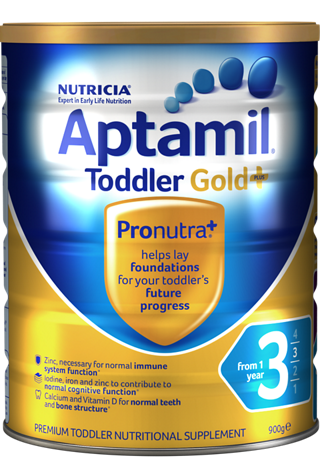 NUTRICIA
Expert in Early Life Nutrition
Aptamil®
Toddler Gold+
PLUS
Pronutra+
helps lay
foundations
for your toddler's
future
progress
Zinc, necessary for normal immune
system function^
Iodine, iron and zinc to contribute to
normal cognitive function^
Calcium and Vitamin D for normal teeth
and bone structure^
from 1
year
3
4
3
2
1
PREMIUM TODDLER NUTRITIONAL SUPPLEMENT
900g℮